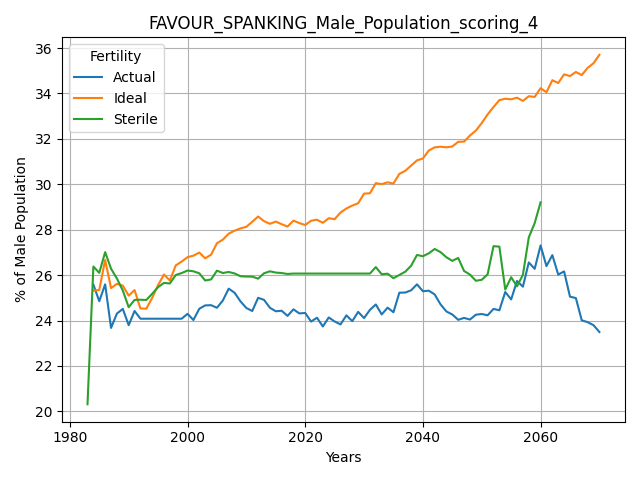 FAVOUR_SPANKING_Male_Population_scoring_4
Fertility
Actual
Ideal
Sterile
% of Male Population
36
34
32
30
28
26
24
22
20
1980
2000
2020
2040
2060
Years